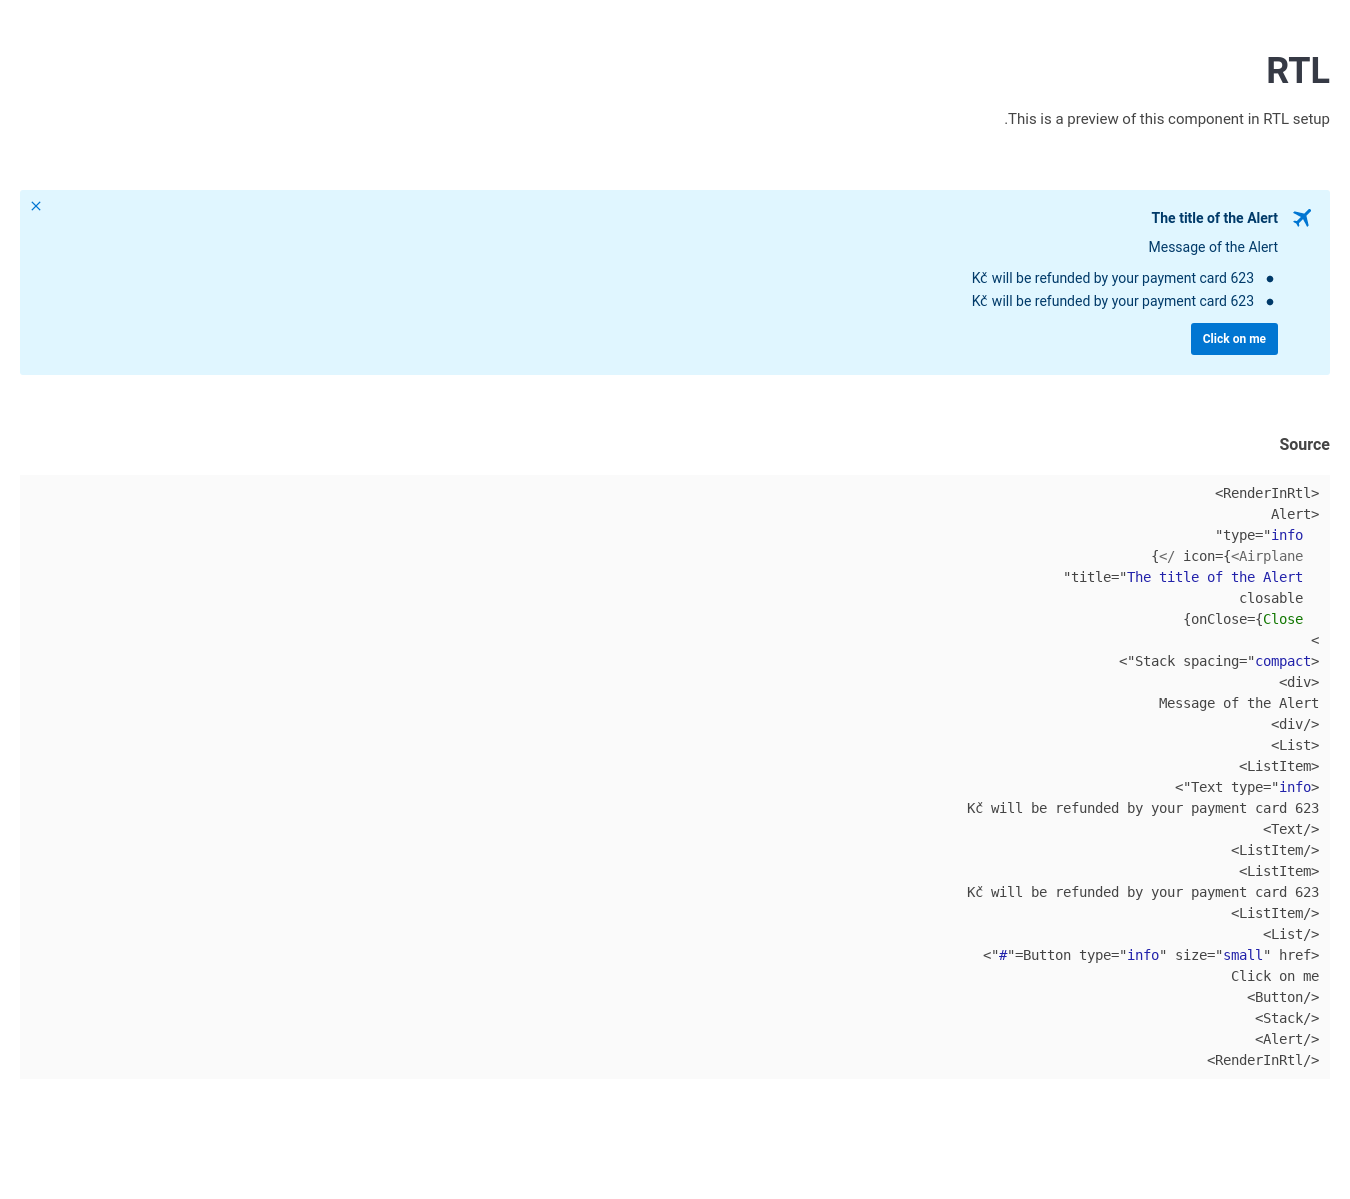 RTL
.This is a preview of this component in RTL setup
The title of the Alert
Message of the Alert
Kč will be refunded by your payment card 623 ●
Kč will be refunded by your payment card 623 ●
Click on me
Source
<RenderInRtl>
Alert>
"type="info
{</ icon={<Airplane
"title="The title of the Alert
closable
{onClose={Close
<
<"Stack spacing="compact>
<div>
Message of the Alert
<div/>
<List>
<ListItem>
<"Text type="info>
Kč will be refunded by your payment card 623
<Text/>
<ListItem/>
<ListItem>
Kč will be refunded by your payment card 623
<ListItem/>
<List/>
<"#"=Button type="info" size="small" href>
Click on me
<Button/>
<Stack/>
<Alert/>
<RenderInRtl/>